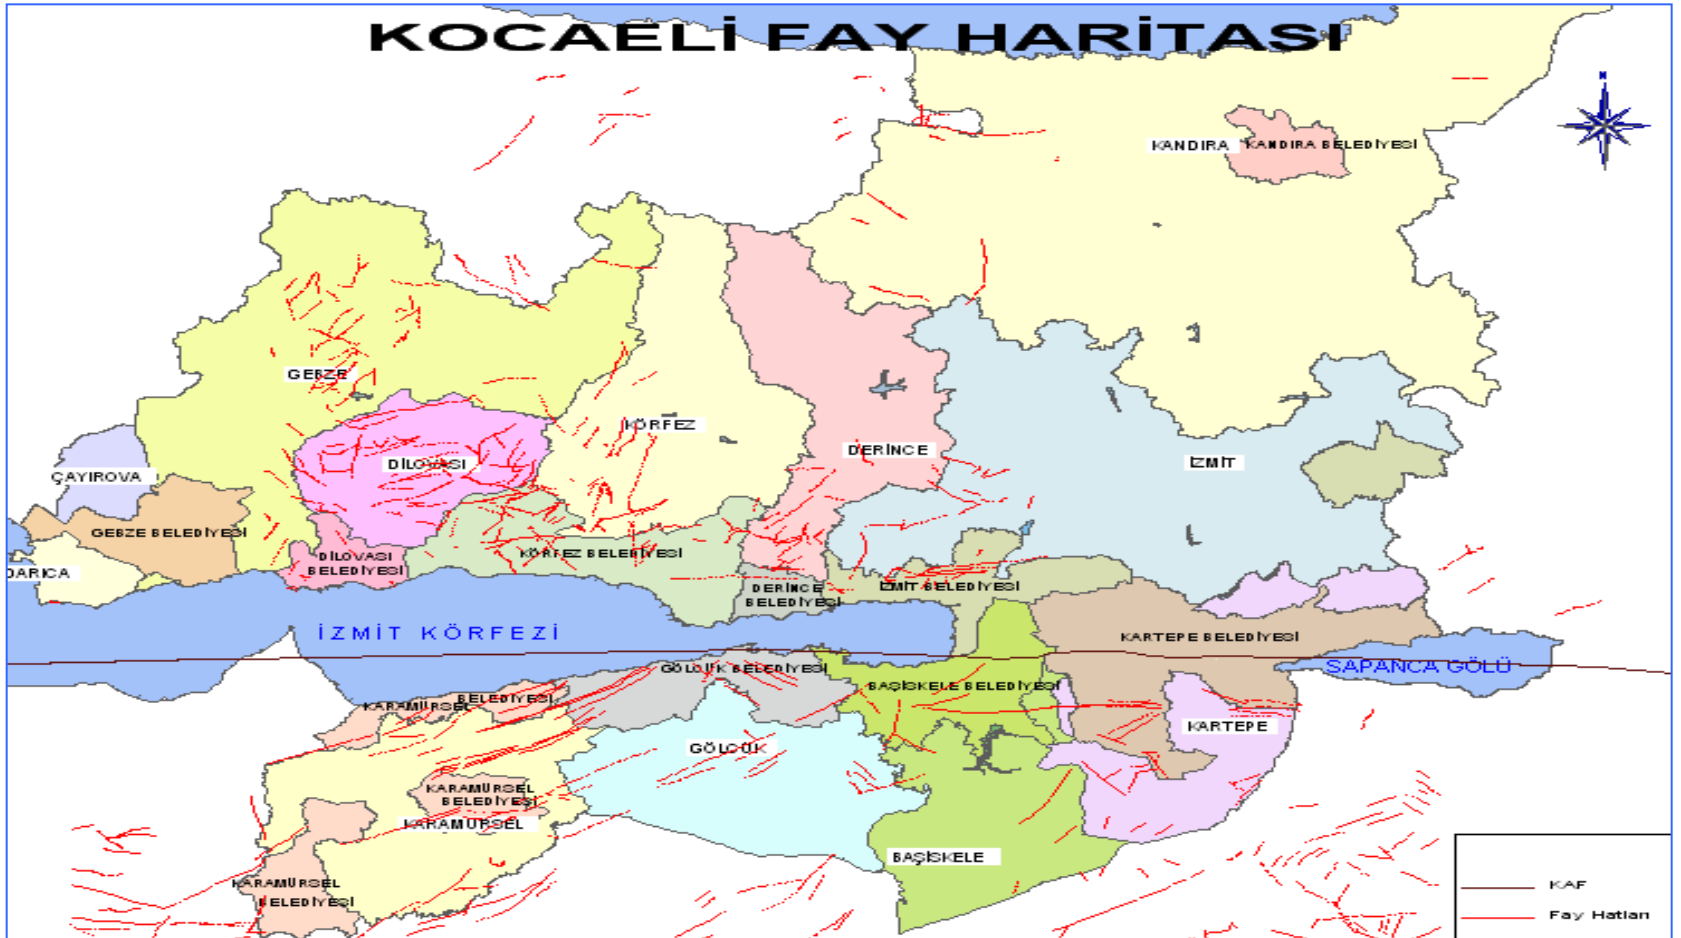 KOCAELİ FAY HARİTASI
N
KANDIRA
KANDIRA BELEDİYESİ
GEBZE
KÖRFEZ
DERİNCE
DİLOVASI
İZMİT
ÇAYIROVA
GEBZE BELEDİYESİ
DİLOVASI
BELEDİYESİ
KÖRFEZ BELEDİYESİ
DARICA
DERİNCE
BELEDİYESİ
İZMİT BELEDİYESİ
İZMİT KÖRFEZİ
KARTEPE BELEDİYESİ
SAPANCA GÖLÜ
GÖLCÜK BELEDİYESİ
BAŞİSKELE BELEDİYESİ
KARAMÜRSEL
BELEDİYESİ
KARTEPE
GÖLCÜK
KARAMÜRSEL
BELEDİYESİ
KARAMÜRSEL
BAŞİSKELE
KARAMÜRSEL
BELEDİYESİ
KAF
Fay Hatları